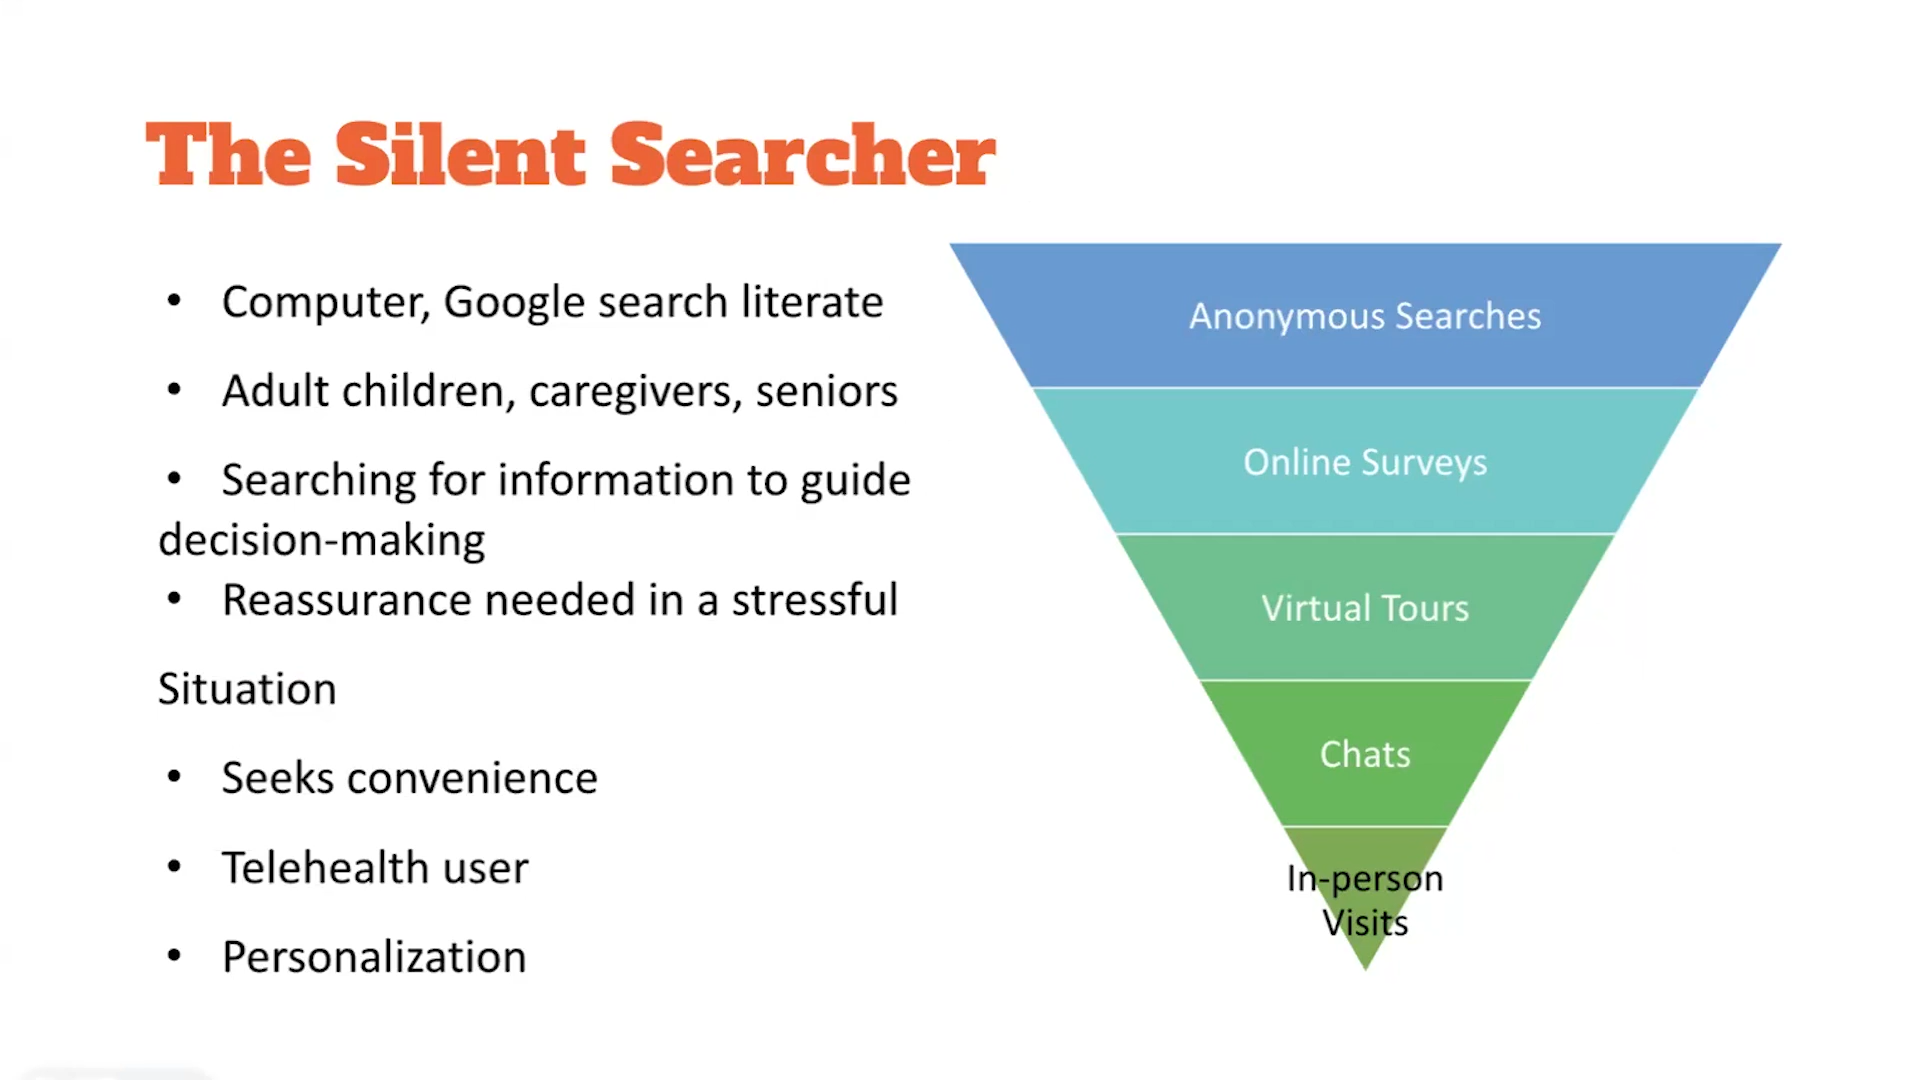 The Silent Searcher
• Computer, Google search literate
• Adult children, caregivers, seniors
• Searching for information to guide
decision-making
• Reassurance needed in a stressful
Situation
• Seeks convenience
• Telehealth user
• Personalization
Anonymous Searches
Online Surveys
Virtual Tours
Chats
In-person
Visits